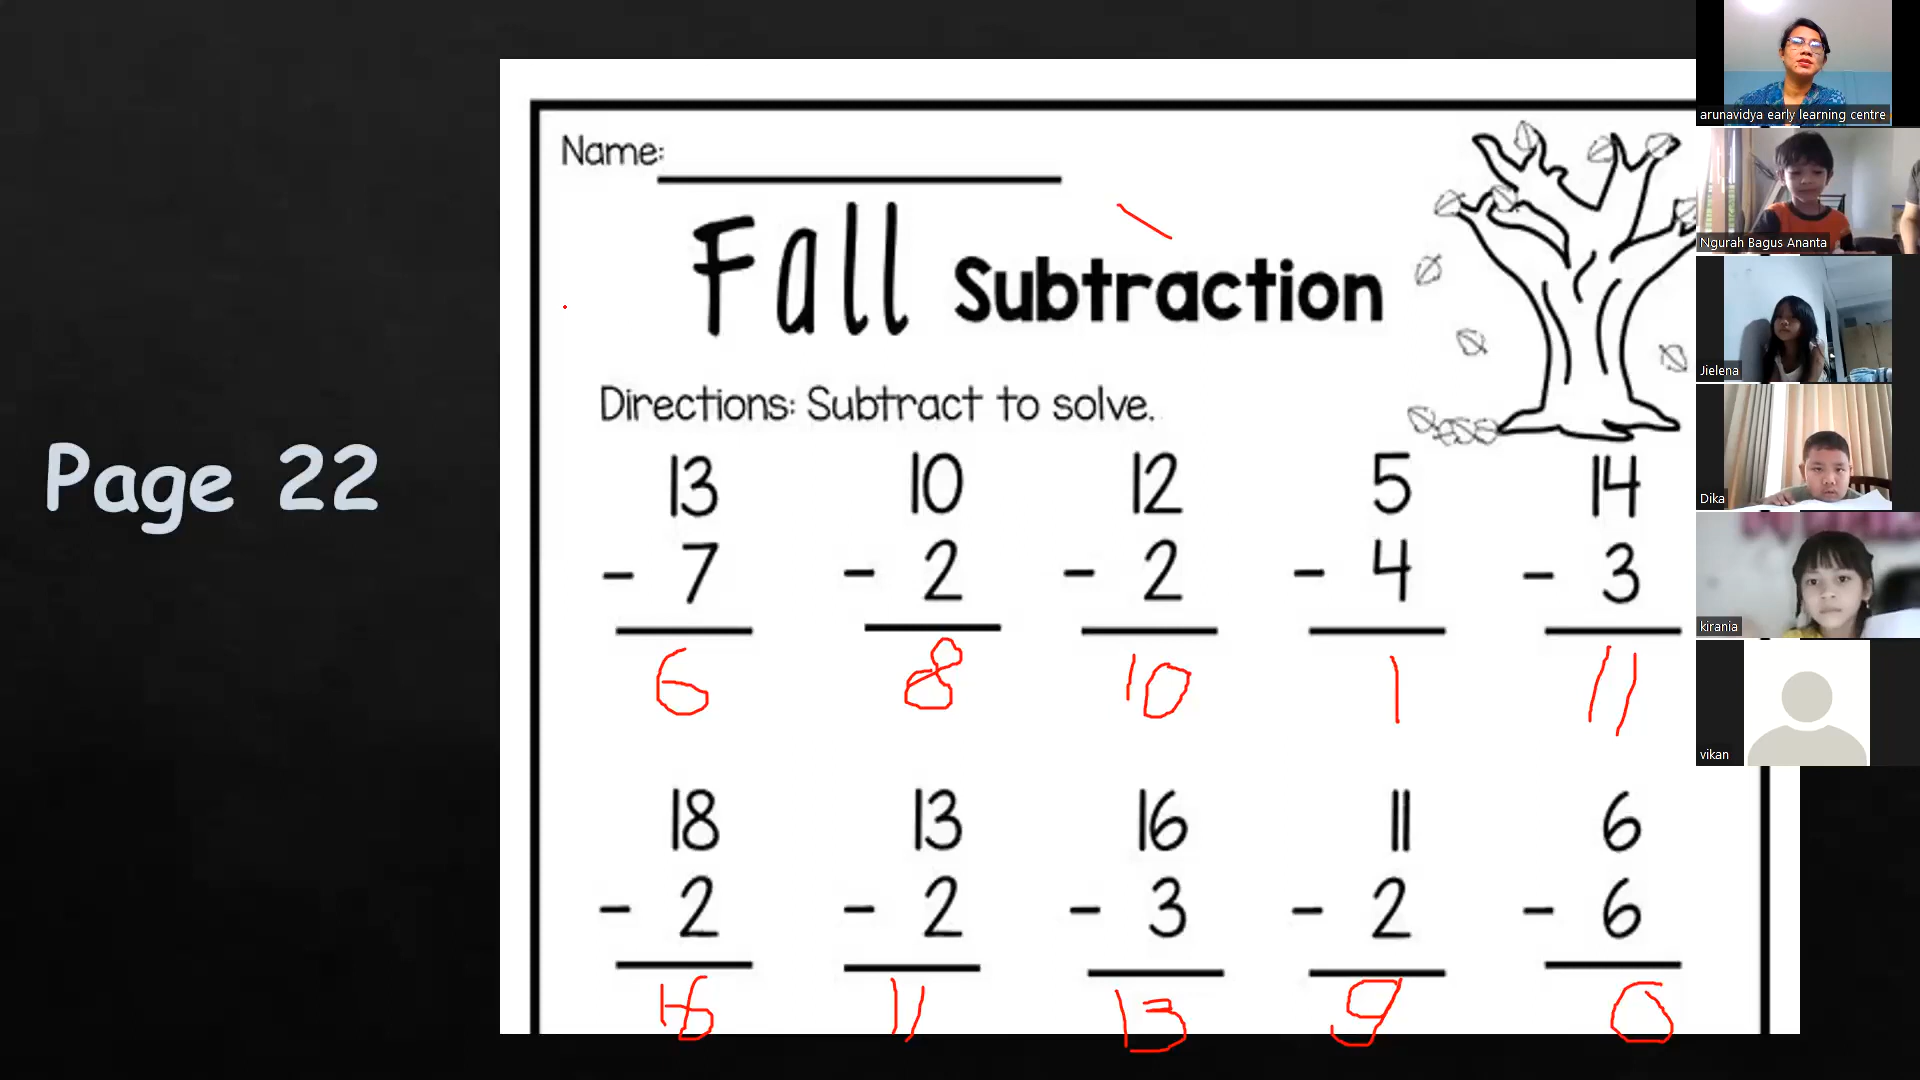 Page 22
Name:
Fall Subtraction
Directions: Subtract to solve.
13 10 12 5 14
- 7 - 2 - 2 - 4 - 3
6 8 10 1 11
18 13 16 11 6
- 2 - 2 - 3 - 2 - 6
16 11 13 9 0
arunavidya early learning centre
Ngurah Bagus Ananta
Jielena
Dika
kirania
vikan